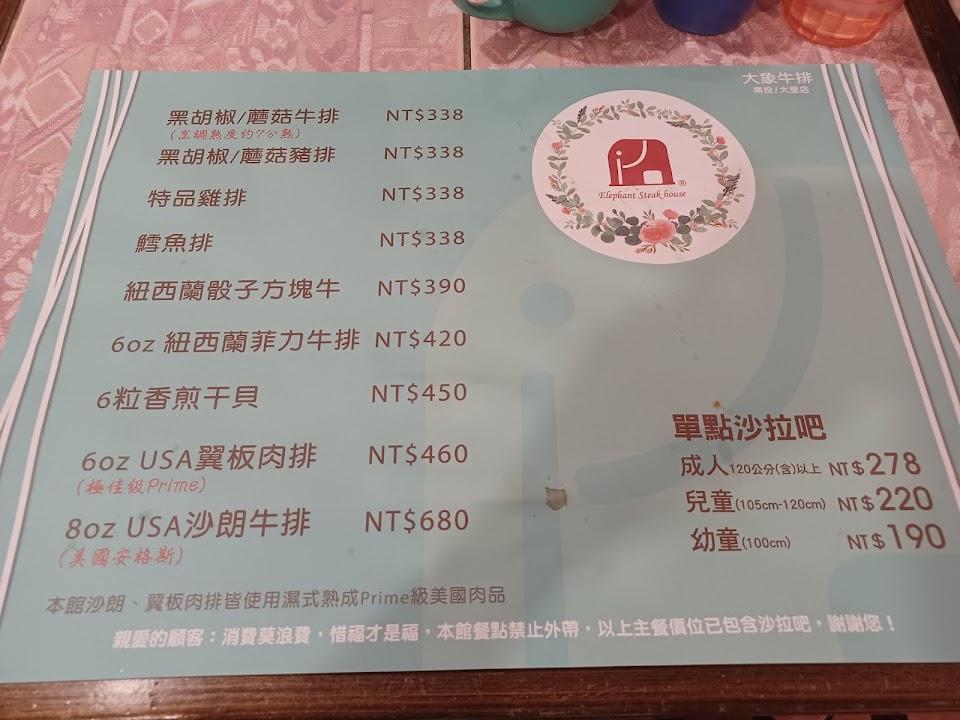 大象牛排
南投/大里店
黑胡椒/蘑菇牛排 NT$338
(烹調熟度約7分熟)
黑胡椒/蘑菇豬排 NT$338
特品雞排 NT$338
鱈魚排 NT$338
紐西蘭骰子方塊牛 NT$390
6oz 紐西蘭菲力牛排 NT$420
6粒香煎干貝 NT$450
6oz USA翼板肉排 NT$460
(極佳級Prime)
8oz USA沙朗牛排 NT$680
(美國安格斯)
Elephant Steak house
單點沙拉吧
成人120公分(含)以上 NT$278
兒童(105cm-120cm) NT$220
幼童(100cm) NT$190
本館沙朗、翼板肉排皆使用濕式熟成Prime級美國肉品
親愛的顧客：消費莫浪費，惜福才是福，本館餐點禁止外帶，以上主餐價位已包含沙拉吧，謝謝您！